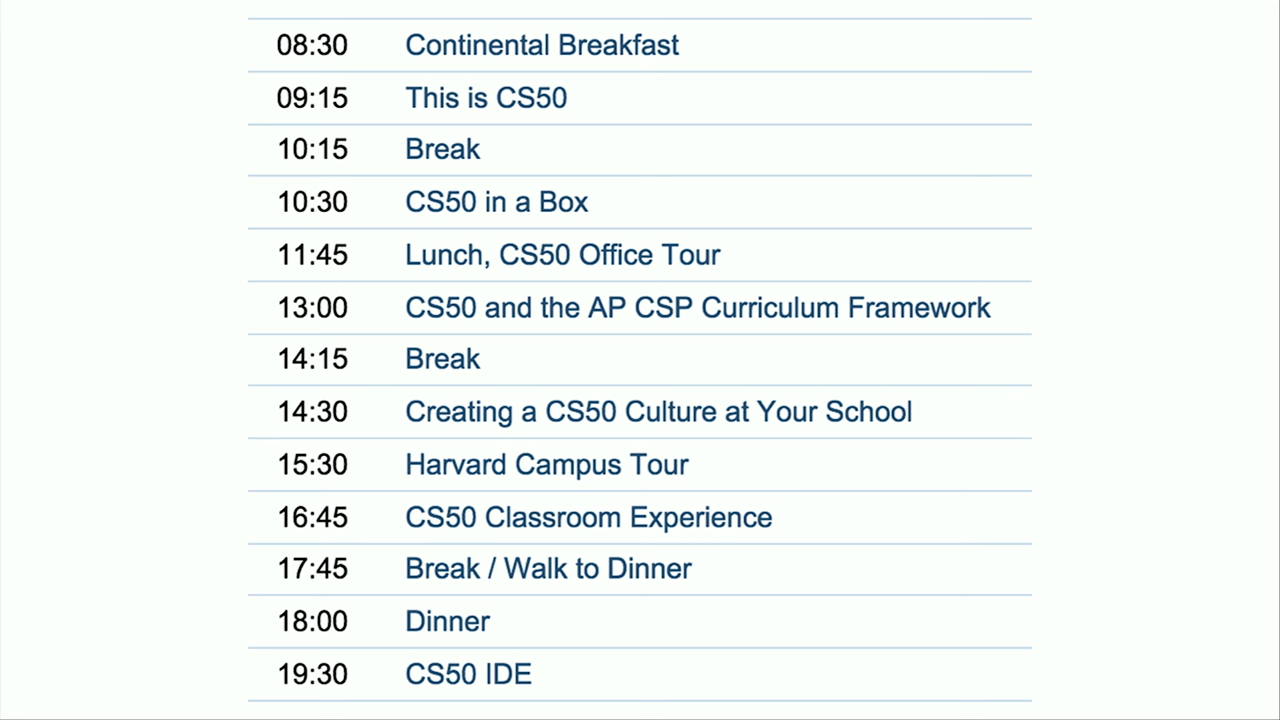 08:30 Continental Breakfast
09:15 This is CS50
10:15 Break
10:30 CS50 in a Box
11:45 Lunch, CS50 Office Tour
13:00 CS50 and the AP CSP Curriculum Framework
14:15 Break
14:30 Creating a CS50 Culture at Your School
15:30 Harvard Campus Tour
16:45 CS50 Classroom Experience
17:45 Break / Walk to Dinner
18:00 Dinner
19:30 CS50 IDE